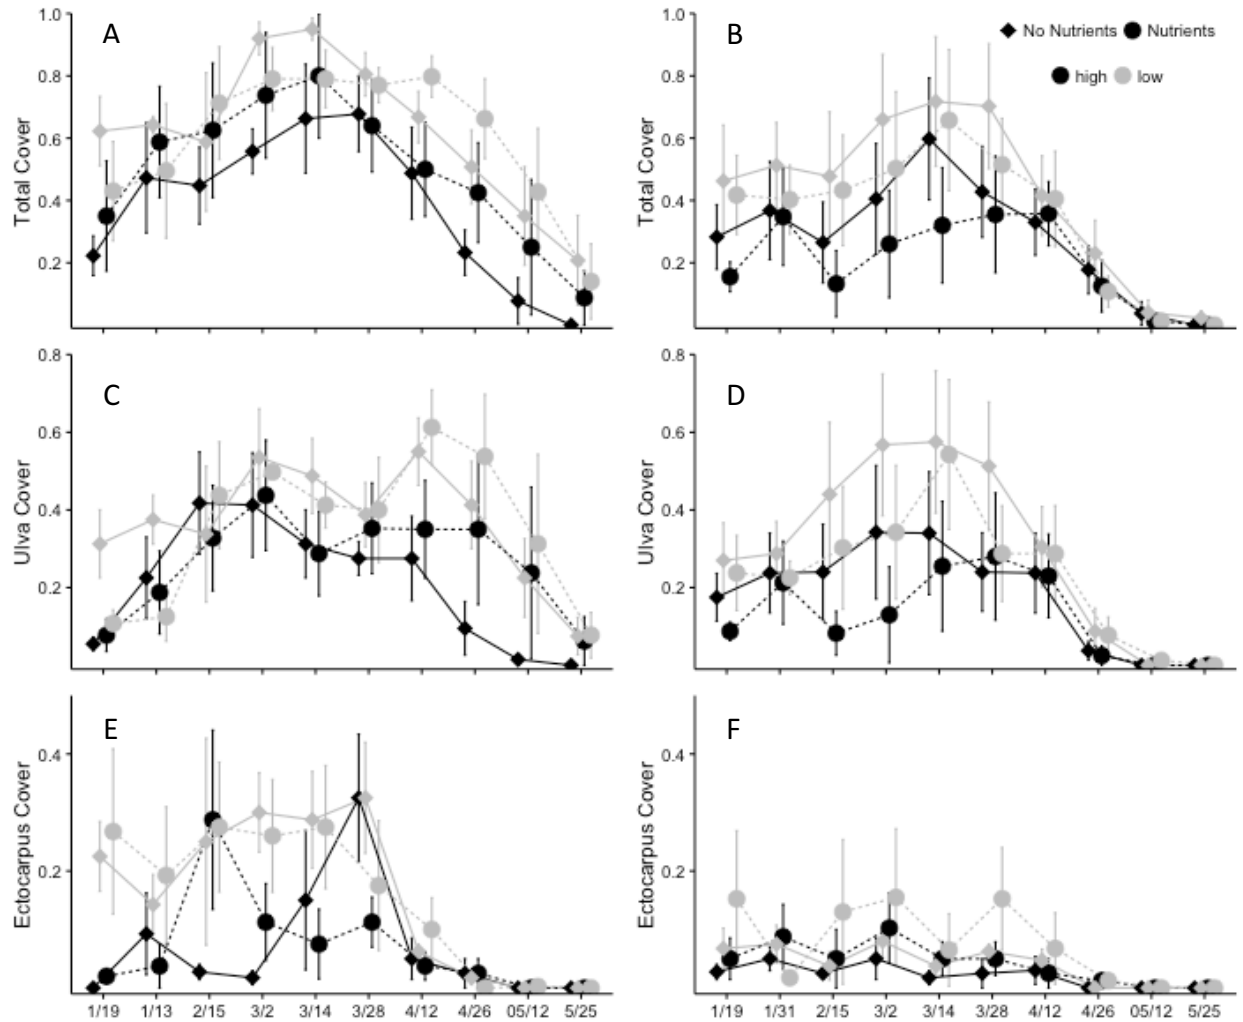 A
B
No Nutrients Nutrients
high low
Total Cover
1.0
0.8
0.6
0.4
0.2
Total Cover
1.0
0.8
0.6
0.4
0.2
C
D
Ulva Cover
0.8
0.6
0.4
0.2
Ulva Cover
0.8
0.6
0.4
0.2
E
F
Ectocarpus Cover
0.4
0.2
Ectocarpus Cover
0.4
0.2
1/19 1/13 2/15 3/2 3/14 3/28 4/12 4/26 05/12 5/25
1/19 1/31 2/15 3/2 3/14 3/28 4/12 4/26 05/12 5/25